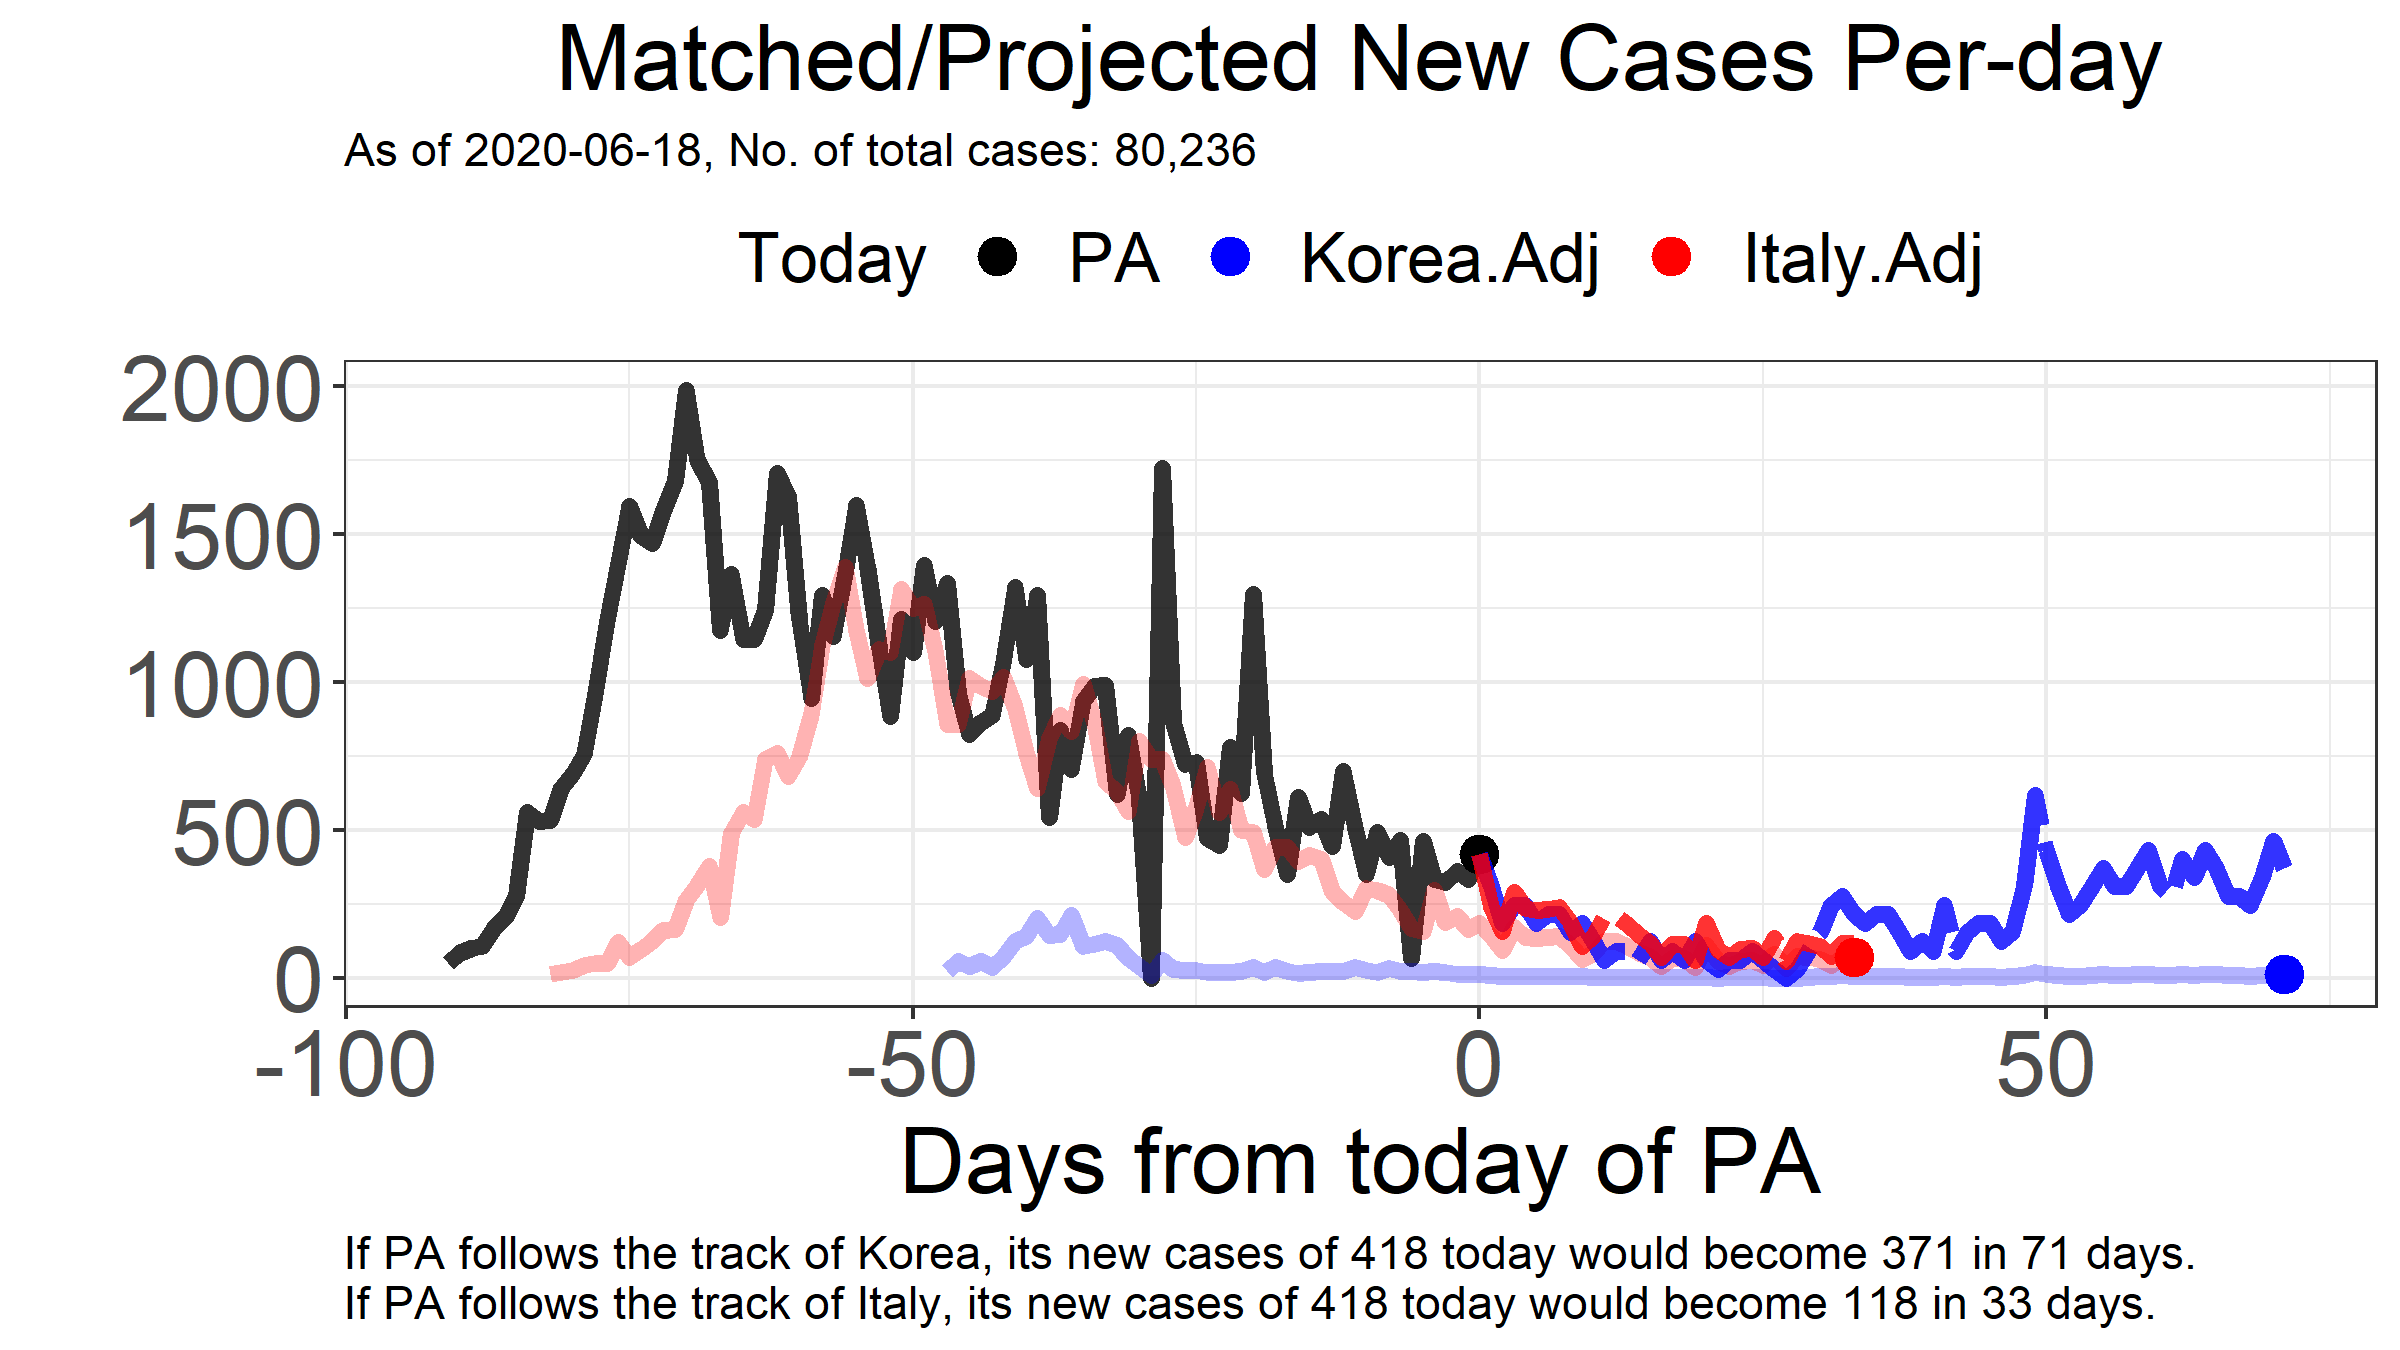 Matched/Projected New Cases Per-day
As of 2020-06-18, No. of total cases: 80,236
Today PA Korea.Adj Italy.Adj
2000
1500
1000
500
0
-100 -50 0 50
Days from today of PA
If PA follows the track of Korea, its new cases of 418 today would become 371 in 71 days.
If PA follows the track of Italy, its new cases of 418 today would become 118 in 33 days.